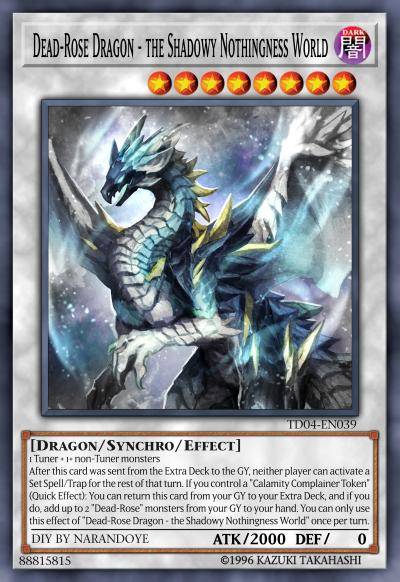 Dead-Rose Dragon - the Shadowy Nothingness World
DARK
闇
TD04-EN039
[Dragon/Synchro/Effect]
1 Tuner + 1+ non-Tuner monsters
After this card was sent from the Extra Deck to the GY, neither player can activate a
Set Spell/Trap for the rest of that turn. If you control a "Calamity Complainer Token"
(Quick Effect): You can return this card from your GY to your Extra Deck, and if you
do, add up to 2 "Dead-Rose" monsters from your GY to your hand. You can only use
this effect of "Dead-Rose Dragon - the Shadowy Nothingness World" once per turn.
DIY BY NARANDOYE ATK/2000 DEF/ 0
88815815 ©1996 KAZUKI TAKAHASHI